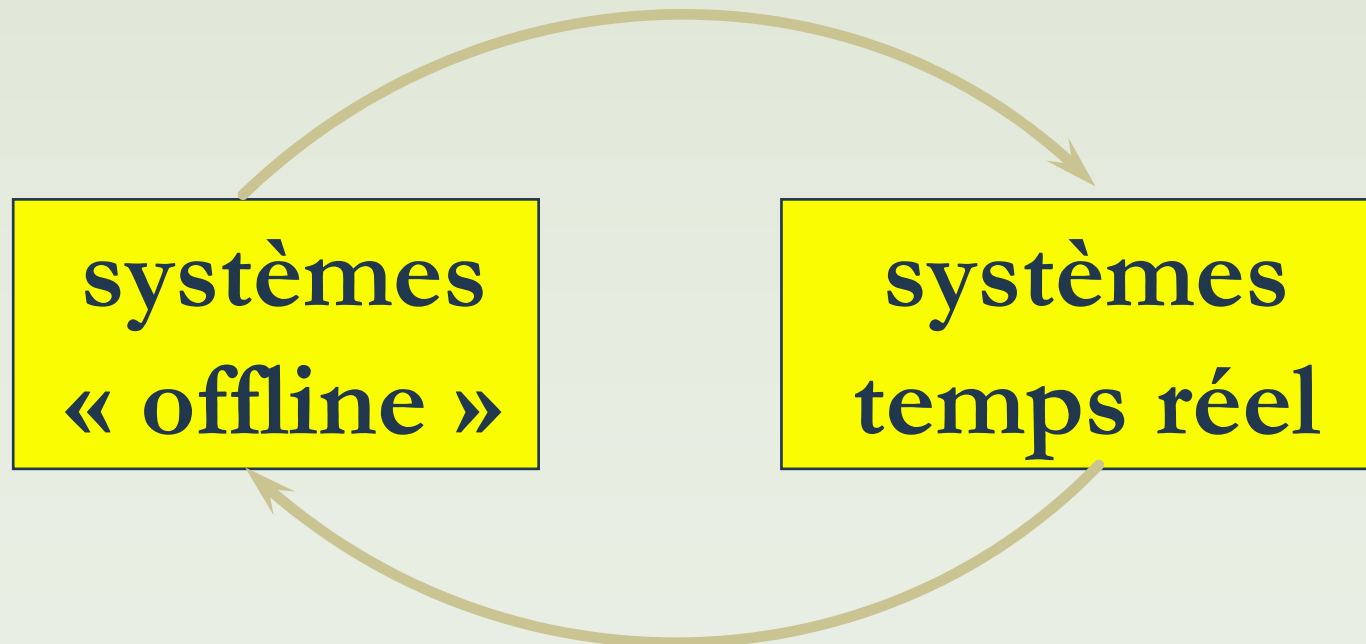 systèmes
« offline »
systèmes
temps réel